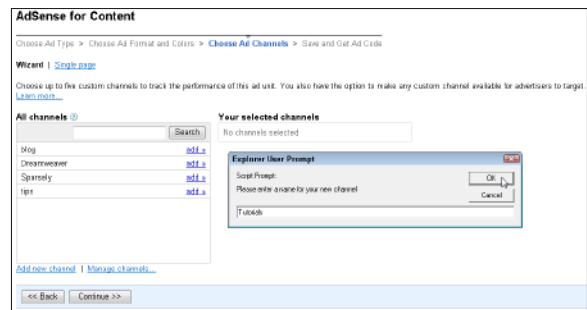 AdSense for Content
Choose Ad Type > Choose Ad Format and Colors > Choose Ad Channels > Save and Get Ad Code
Wizard | Single page
Choose up to five custom channels to track the performance of this ad unit. You also have the option to make any custom channel available for advertisers to target.
Learn more...
All channels
Your selected channels
Search
No channels selected
blog add »
Dreamweaver add »
Sparsely add »
tips add »
Explorer User Prompt
Script Prompt:
OK
Please enter a name for your new channel
Cancel
Tutorials
Add new channel | Manage channels...
<< Back
Continue >>